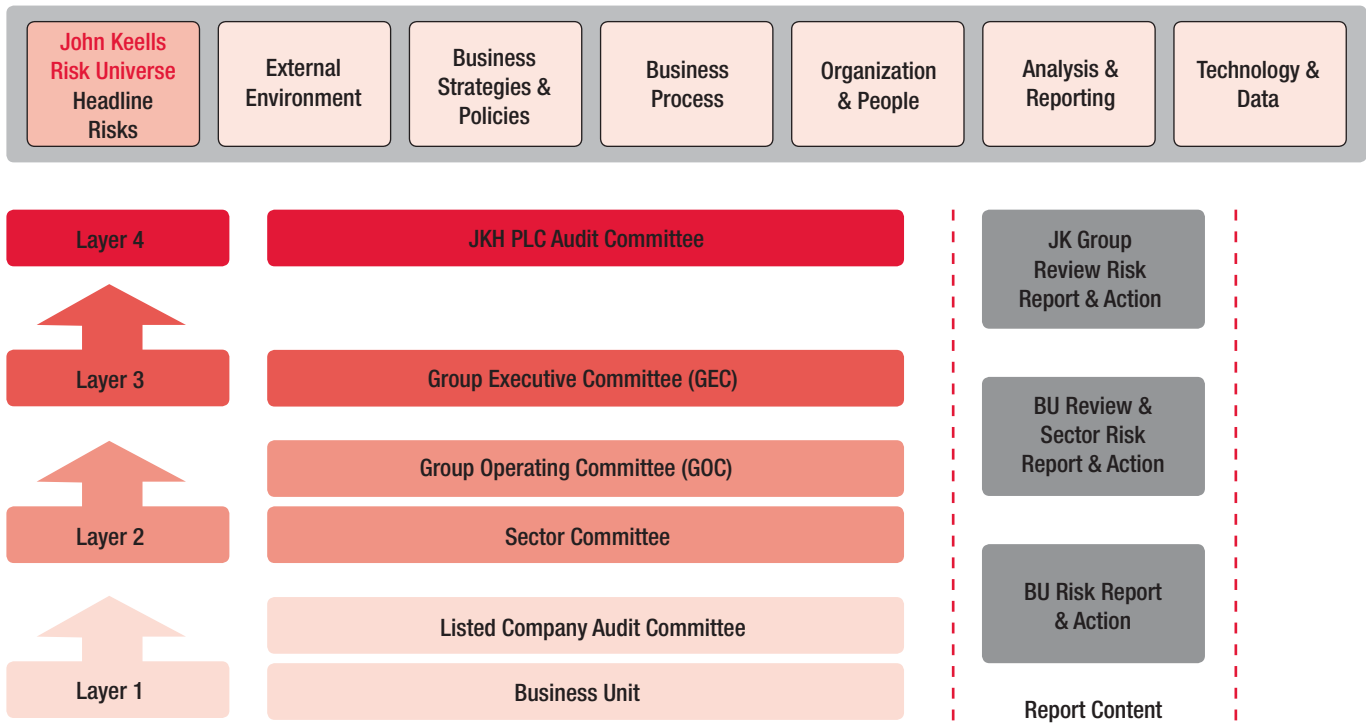 John Keells
Risk Universe
Headline
Risks
External
Environment
Business
Strategies &
Policies
Business
Process
Organization
& People
Analysis &
Reporting
Technology &
Data
Layer 4
JKH PLC Audit Committee
JK Group
Review Risk
Report & Action
Layer 3
Group Executive Committee (GEC)
BU Review &
Sector Risk
Report & Action
Group Operating Committee (GOC)
Layer 2
Sector Committee
BU Risk Report
& Action
Listed Company Audit Committee
Layer 1
Business Unit
Report Content